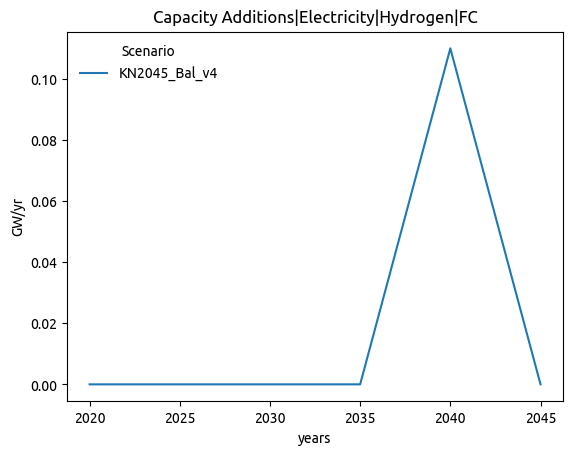 Capacity Additions|Electricity|Hydrogen|FC
Scenario
KN2045_Bal_v4
GW/yr
0.10
0.08
0.06
0.04
0.02
0.00
2020 2025 2030 2035 2040 2045
years